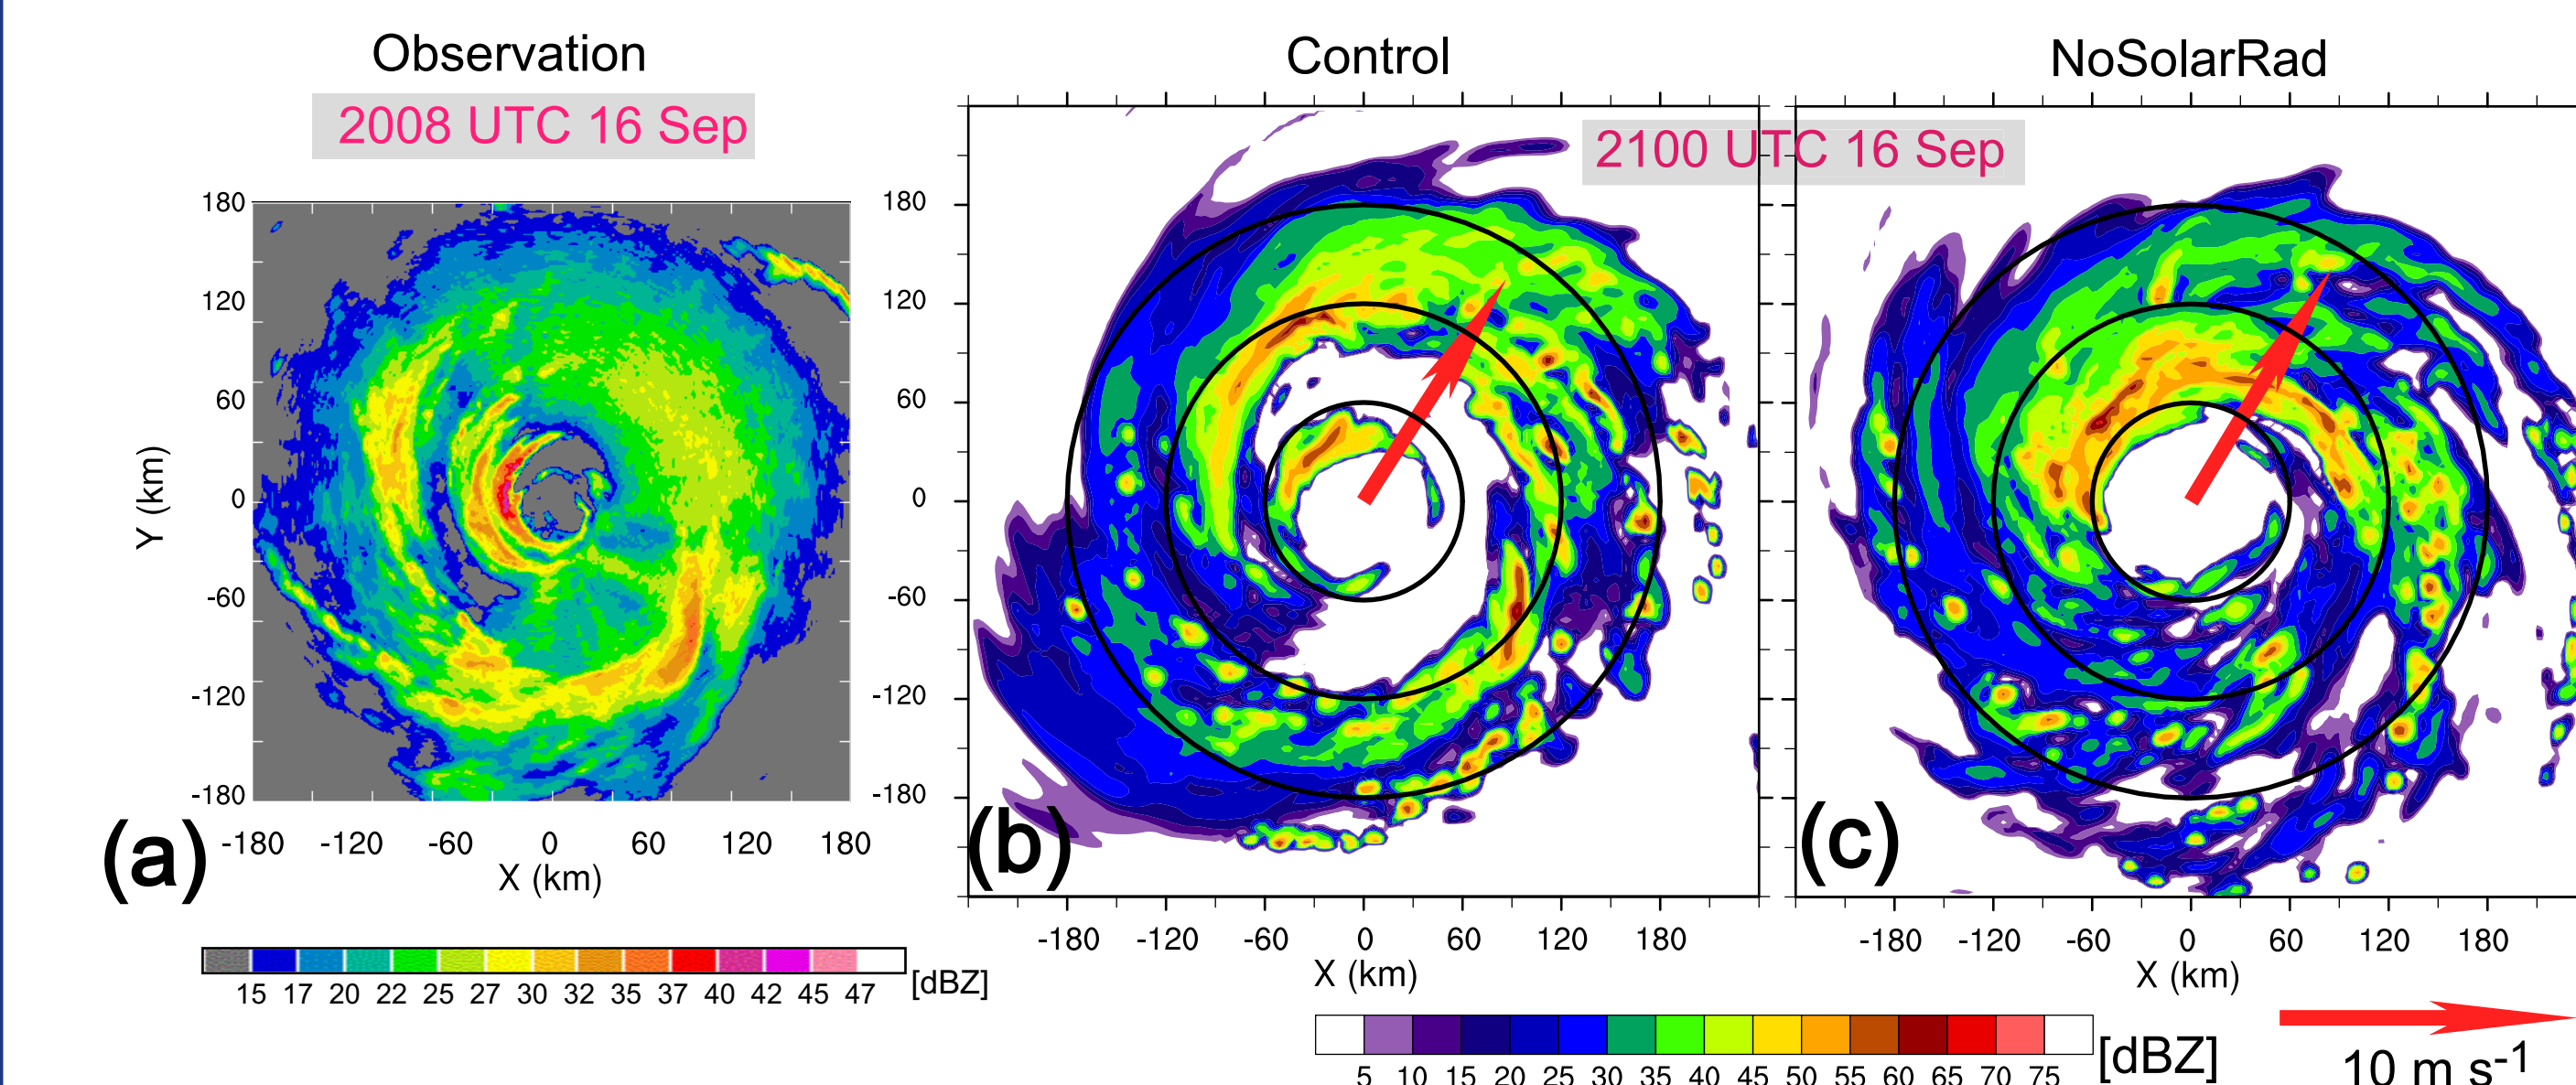 Observation
Control
NoSolarRad
2008 UTC 16 Sep
2100 UTC 16 Sep
180
120
60
0
-60
-120
-180
Y (km)
-180 -120 -60 0 60 120 180
X (km)
(a)
15 17 20 22 25 27 30 32 35 37 40 42 45 47
[dBZ]
180
120
60
0
-60
-120
-180
(b)
-180 -120 -60 0 60 120 180
X (km)
(c)
-180 -120 -60 0 60 120 180
X (km)
5 10 15 20 25 30 35 40 45 50 55 60 65 70 75
[dBZ]
10 m s-1